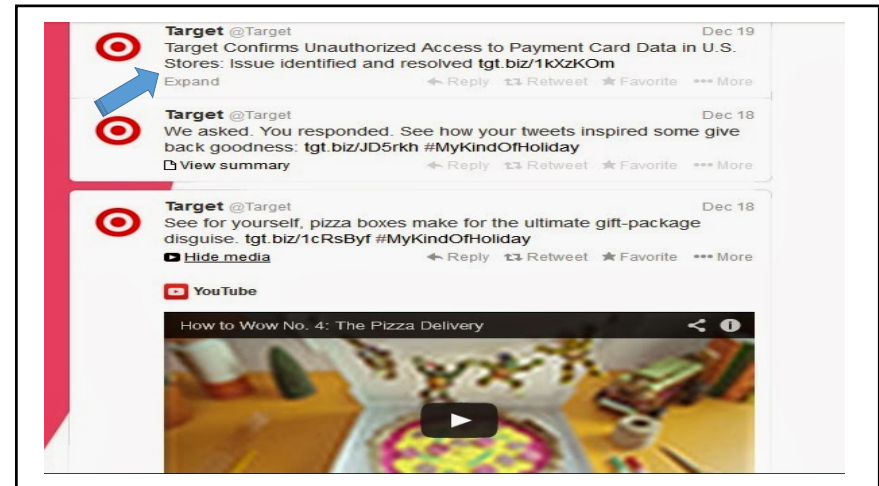 Target @Target Dec 19
Target Confirms Unauthorized Access to Payment Card Data in U.S.
Stores: Issue identified and resolved tgt.biz/1kXzKOm
Expand Reply Retweet Favorite More
Target @Target Dec 18
We asked. You responded. See how your tweets inspired some give
back goodness: tgt.biz/JD5rkh #MyKindOfHoliday
View summary Reply Retweet Favorite More
Target @Target Dec 18
See for yourself, pizza boxes make for the ultimate gift-package
disguise. tgt.biz/1cRsByf #MyKindOfHoliday
Hide media Reply Retweet Favorite More
YouTube
How to Wow No. 4: The Pizza Delivery